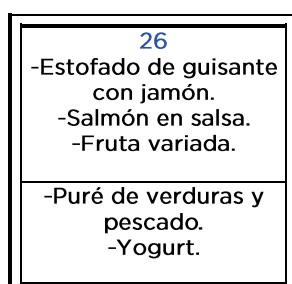 26
-Estofado de guisante
con jamón.
-Salmón en salsa.
-Fruta variada.
-Puré de verduras y
pescado.
-Yogurt.